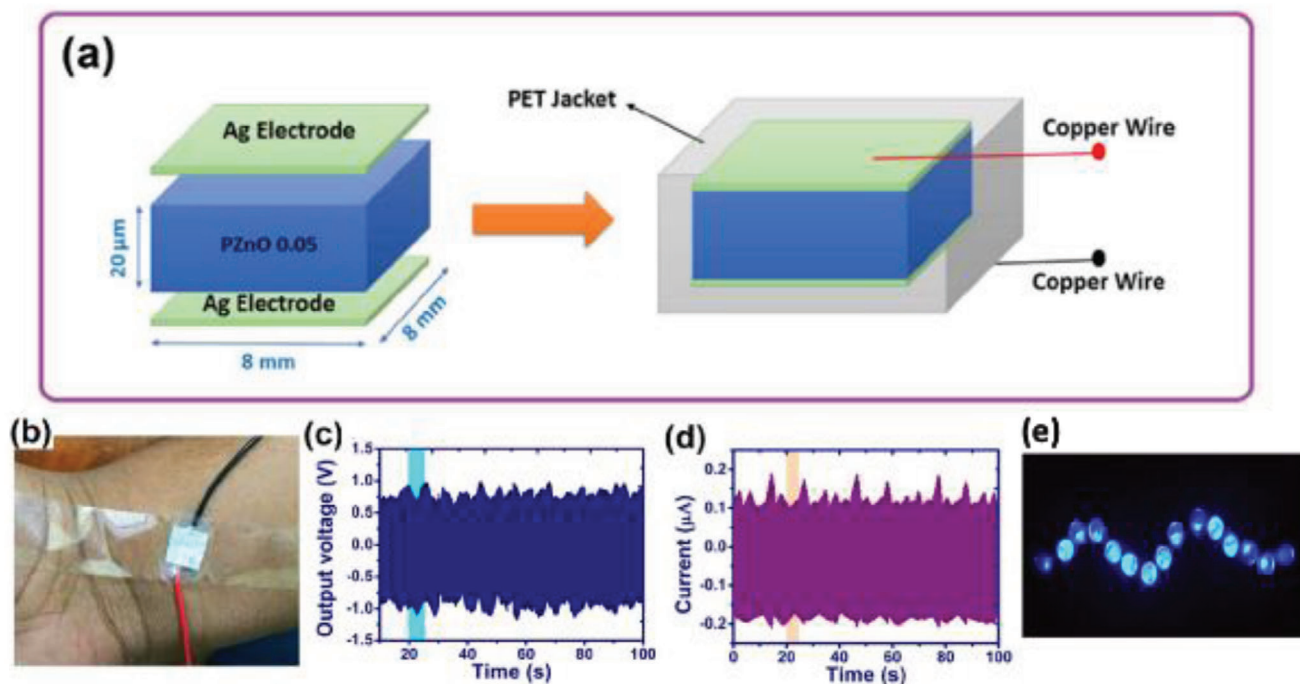 (a)
Ag Electrode
PZnO 0.05
Ag Electrode
20 µm
8 mm
8 mm
PET Jacket
Copper Wire
Copper Wire
(b)
(c)
Output voltage (V)
1.5
1.0
0.5
0.0
-0.5
-1.0
-1.5
20 40 60 80 100
Time (s)
(d)
Current (µA)
0.2
0.1
0.0
-0.1
-0.2
0 20 40 60 80 100
Time (s)
(e)